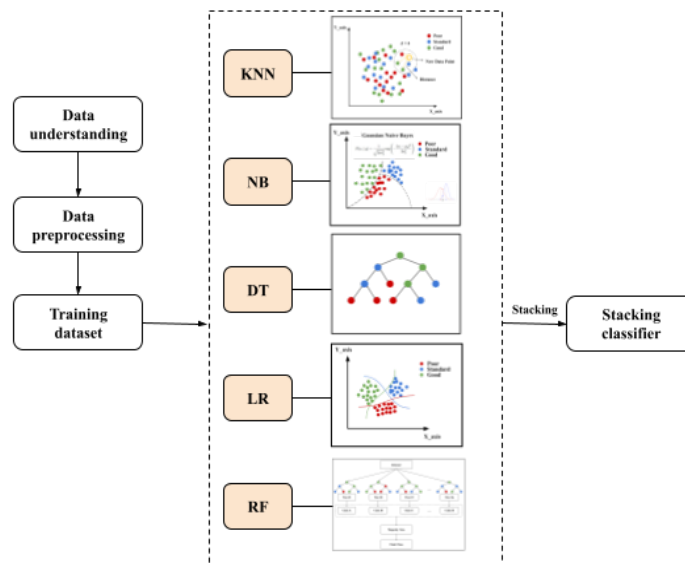 Data
understanding
Data
preprocessing
Training
dataset
KNN
Y_axis
Poor
Standard
Good
New Data Point
Distance
X_axis
NB
Y_axis
Gaussian Naive Bayes
Poor
Standard
Good
X_axis
DT
LR
Y_axis
Poor
Standard
Good
X_axis
RF
Stacking
Stacking
classifier